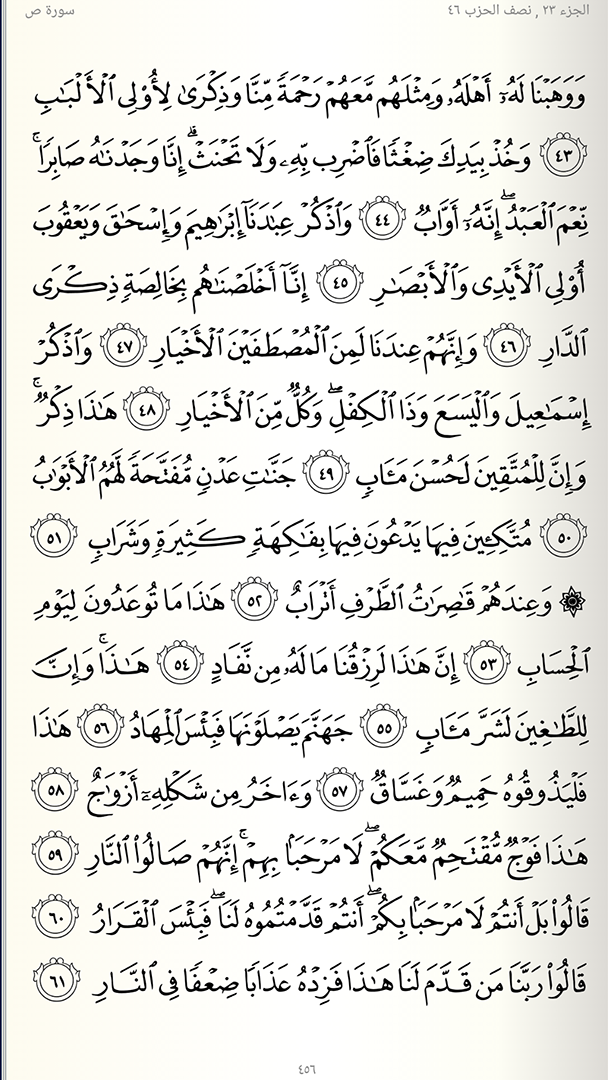 الجزء ٢٣ , نصف الحزب ٤٦
سورة ص
وَوَهَبْنَا لَهُۥٓ أَهْلَهُۥ وَمِثْلَهُم مَّعَهُمْ رَحْمَةً مِّنَّا وَذِكْرَىٰ لِأُو۟لِى ٱلْأَلْبَٰبِ
٤٣ وَخُذْ بِيَدِكَ ضِغْثًا فَٱضْرِب بِّهِۦ وَلَا تَحْنَثْ ۗ إِنَّا وَجَدْنَٰهُ صَابِرًا ۚ
نِّعْمَ ٱلْعَبْدُ ۖ إِنَّهُۥٓ أَوَّابٌ ٤٤ وَٱذْكُرْ عِبَٰدَنَآ إِبْرَٰهِيمَ وَإِسْحَٰقَ وَيَعْقُوبَ
أُو۟لِى ٱلْأَيْدِى وَٱلْأَبْصَٰرِ ٤٥ إِنَّآ أَخْلَصْنَٰهُم بِخَالِصَةٍ ذِكْرَى
ٱلدَّارِ ٤٦ وَإِنَّهُمْ عِندَنَا لَمِنَ ٱلْمُصْطَفَيْنَ ٱلْأَخْيَارِ ٤٧ وَٱذْكُرْ
إِسْمَٰعِيلَ وَٱلْيَسَعَ وَذَا ٱلْكِفْلِ ۖ وَكُلٌّ مِّنَ ٱلْأَخْيَارِ ٤٨ هَٰذَا ذِكْرٌ ۚ
وَإِنَّ لِلْمُتَّقِينَ لَحُسْنَ مَـَٔابٍ ٤٩ جَنَّٰتِ عَدْنٍ مُّفَتَّحَةً لَّهُمُ ٱلْأَبْوَٰبُ
٥٠ مُتَّكِـِٔينَ فِيهَا يَدْعُونَ فِيهَا بِفَٰكِهَةٍ كَثِيرَةٍ وَشَرَابٍ ٥١
۞ وَعِندَهُمْ قَٰصِرَٰتُ ٱلطَّرْفِ أَتْرَابٌ ٥٢ هَٰذَا مَا تُوعَدُونَ لِيَوْمِ
ٱلْحِسَابِ ٥٣ إِنَّ هَٰذَا لَرِزْقُنَا مَا لَهُۥ مِن نَّفَادٍ ٥٤ هَٰذَا ۚ وَإِنَّ
لِلطَّٰغِينَ لَشَرَّ مَـَٔابٍ ٥٥ جَهَنَّمَ يَصْلَوْنَهَا فَبِئْسَ ٱلْمِهَادُ ٥٦ هَٰذَا
فَلْيَذُوقُوهُ حَمِيمٌ وَغَسَّاقٌ ٥٧ وَءَاخَرُ مِن شَكْلِهِۦٓ أَزْوَٰجٌ ٥٨
هَٰذَا فَوْجٌ مُّقْتَحِمٌ مَّعَكُمْ ۖ لَا مَرْحَبًۢا بِهِمْ ۚ إِنَّهُمْ صَالُوا۟ ٱلنَّارِ ٥٩
قَالُوا۟ بَلْ أَنتُمْ لَا مَرْحَبًۢا بِكُمْ ۖ أَنتُمْ قَدَّمْتُمُوهُ لَنَا ۖ فَبِئْسَ ٱلْقَرَارُ ٦٠
قَالُوا۟ رَبَّنَا مَن قَدَّمَ لَنَا هَٰذَا فَزِدْهُ عَذَابًا ضِعْفًا فِى ٱلنَّارِ ٦١
٤٥٦